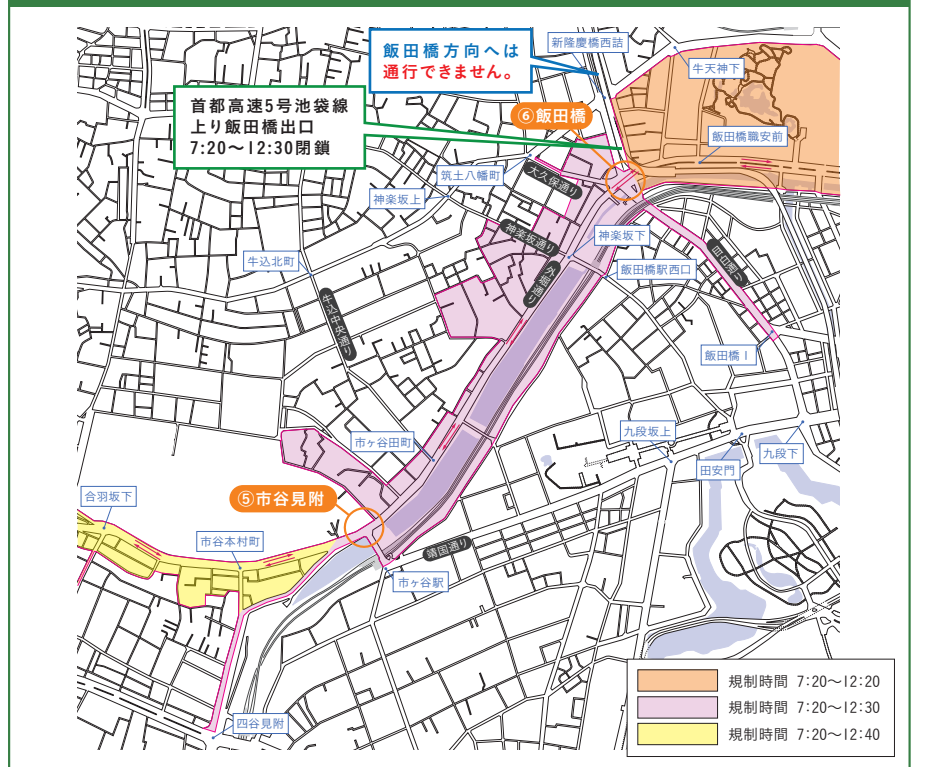 飯田橋方向へは
通行できません。
新隆慶橋西詰
牛天神下
首都高速5号池袋線
上り飯田橋出口
7:20〜12:30閉鎖
⑥飯田橋
飯田橋職安前
筑土八幡町
大久保通り
神楽坂上
神楽坂通り
神楽坂下
目白通り
牛込北町
外堀通り
飯田橋駅西口
牛込中央通り
飯田橋1
市ヶ谷田町
九段坂上
田安門
九段下
合羽坂下
⑤市谷見附
市谷本村町
靖国通り
市ヶ谷駅
四谷見附
規制時間 7:20〜12:20
規制時間 7:20〜12:30
規制時間 7:20〜12:40